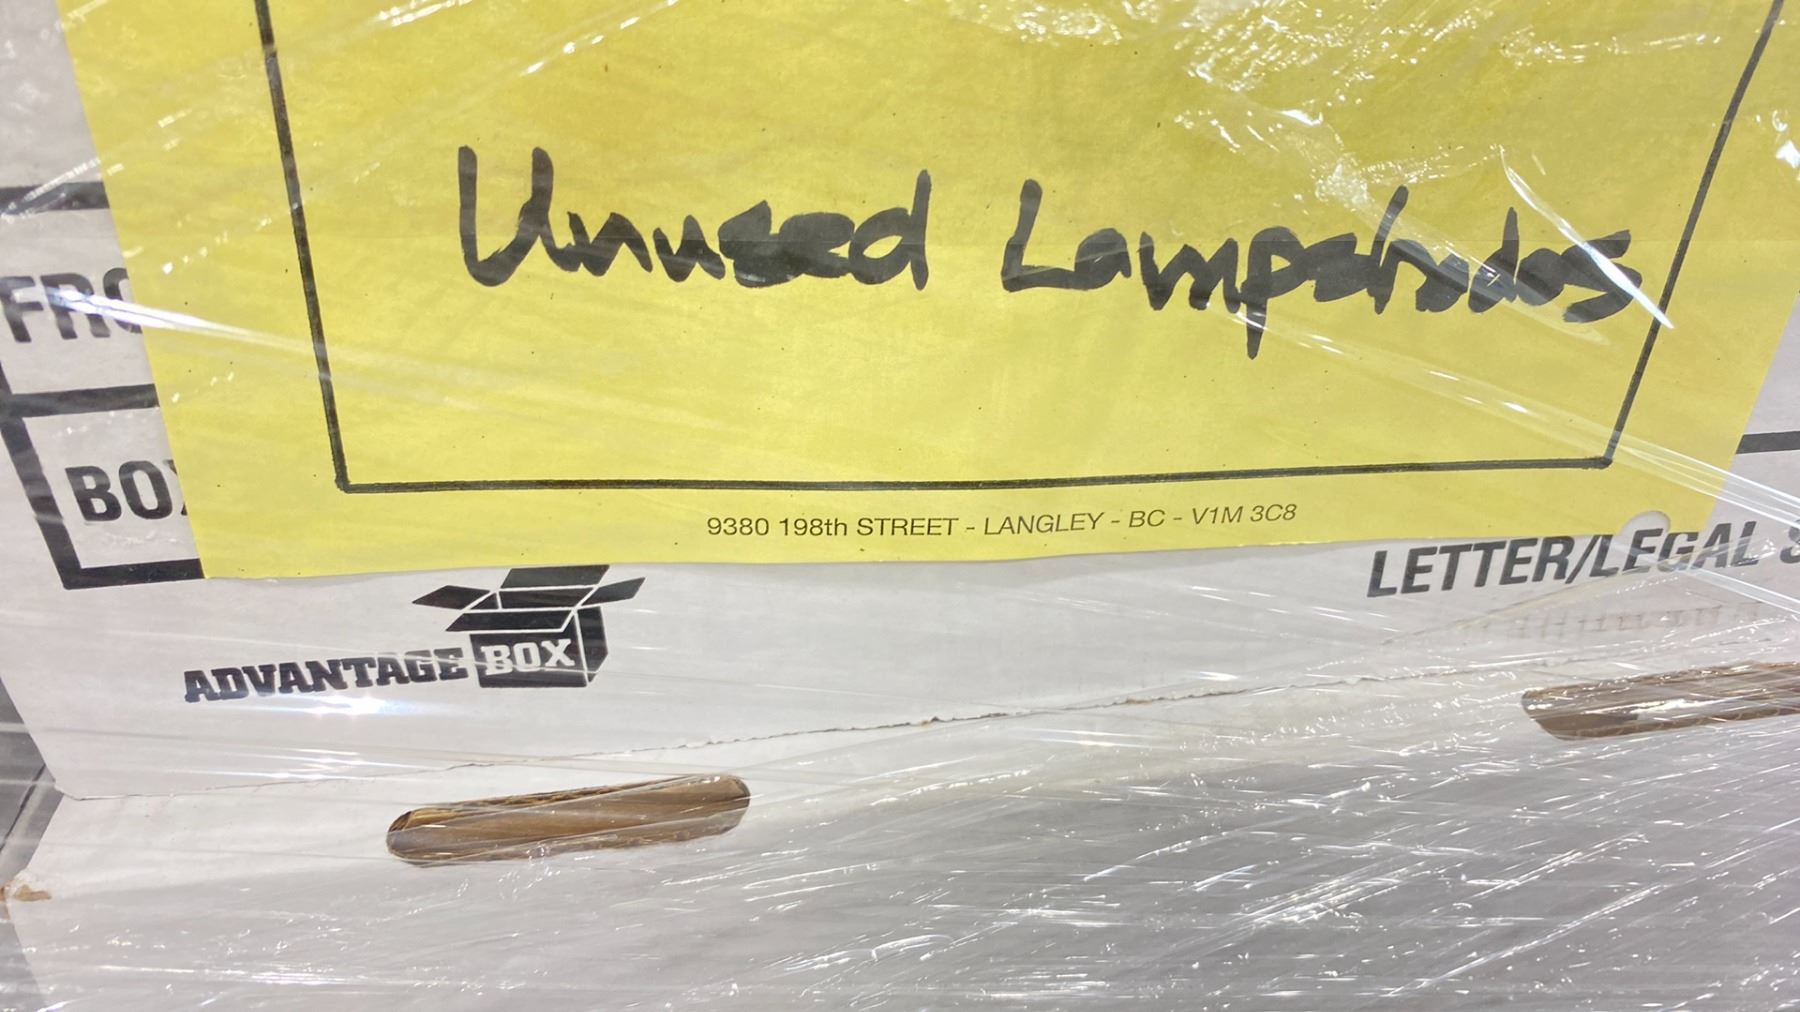 Unused Lampshades
9380 198th STREET - LANGLEY - BC - V1M 3C8
FRO
BOX
LETTER/LEGAL
ADVANTAGE BOX